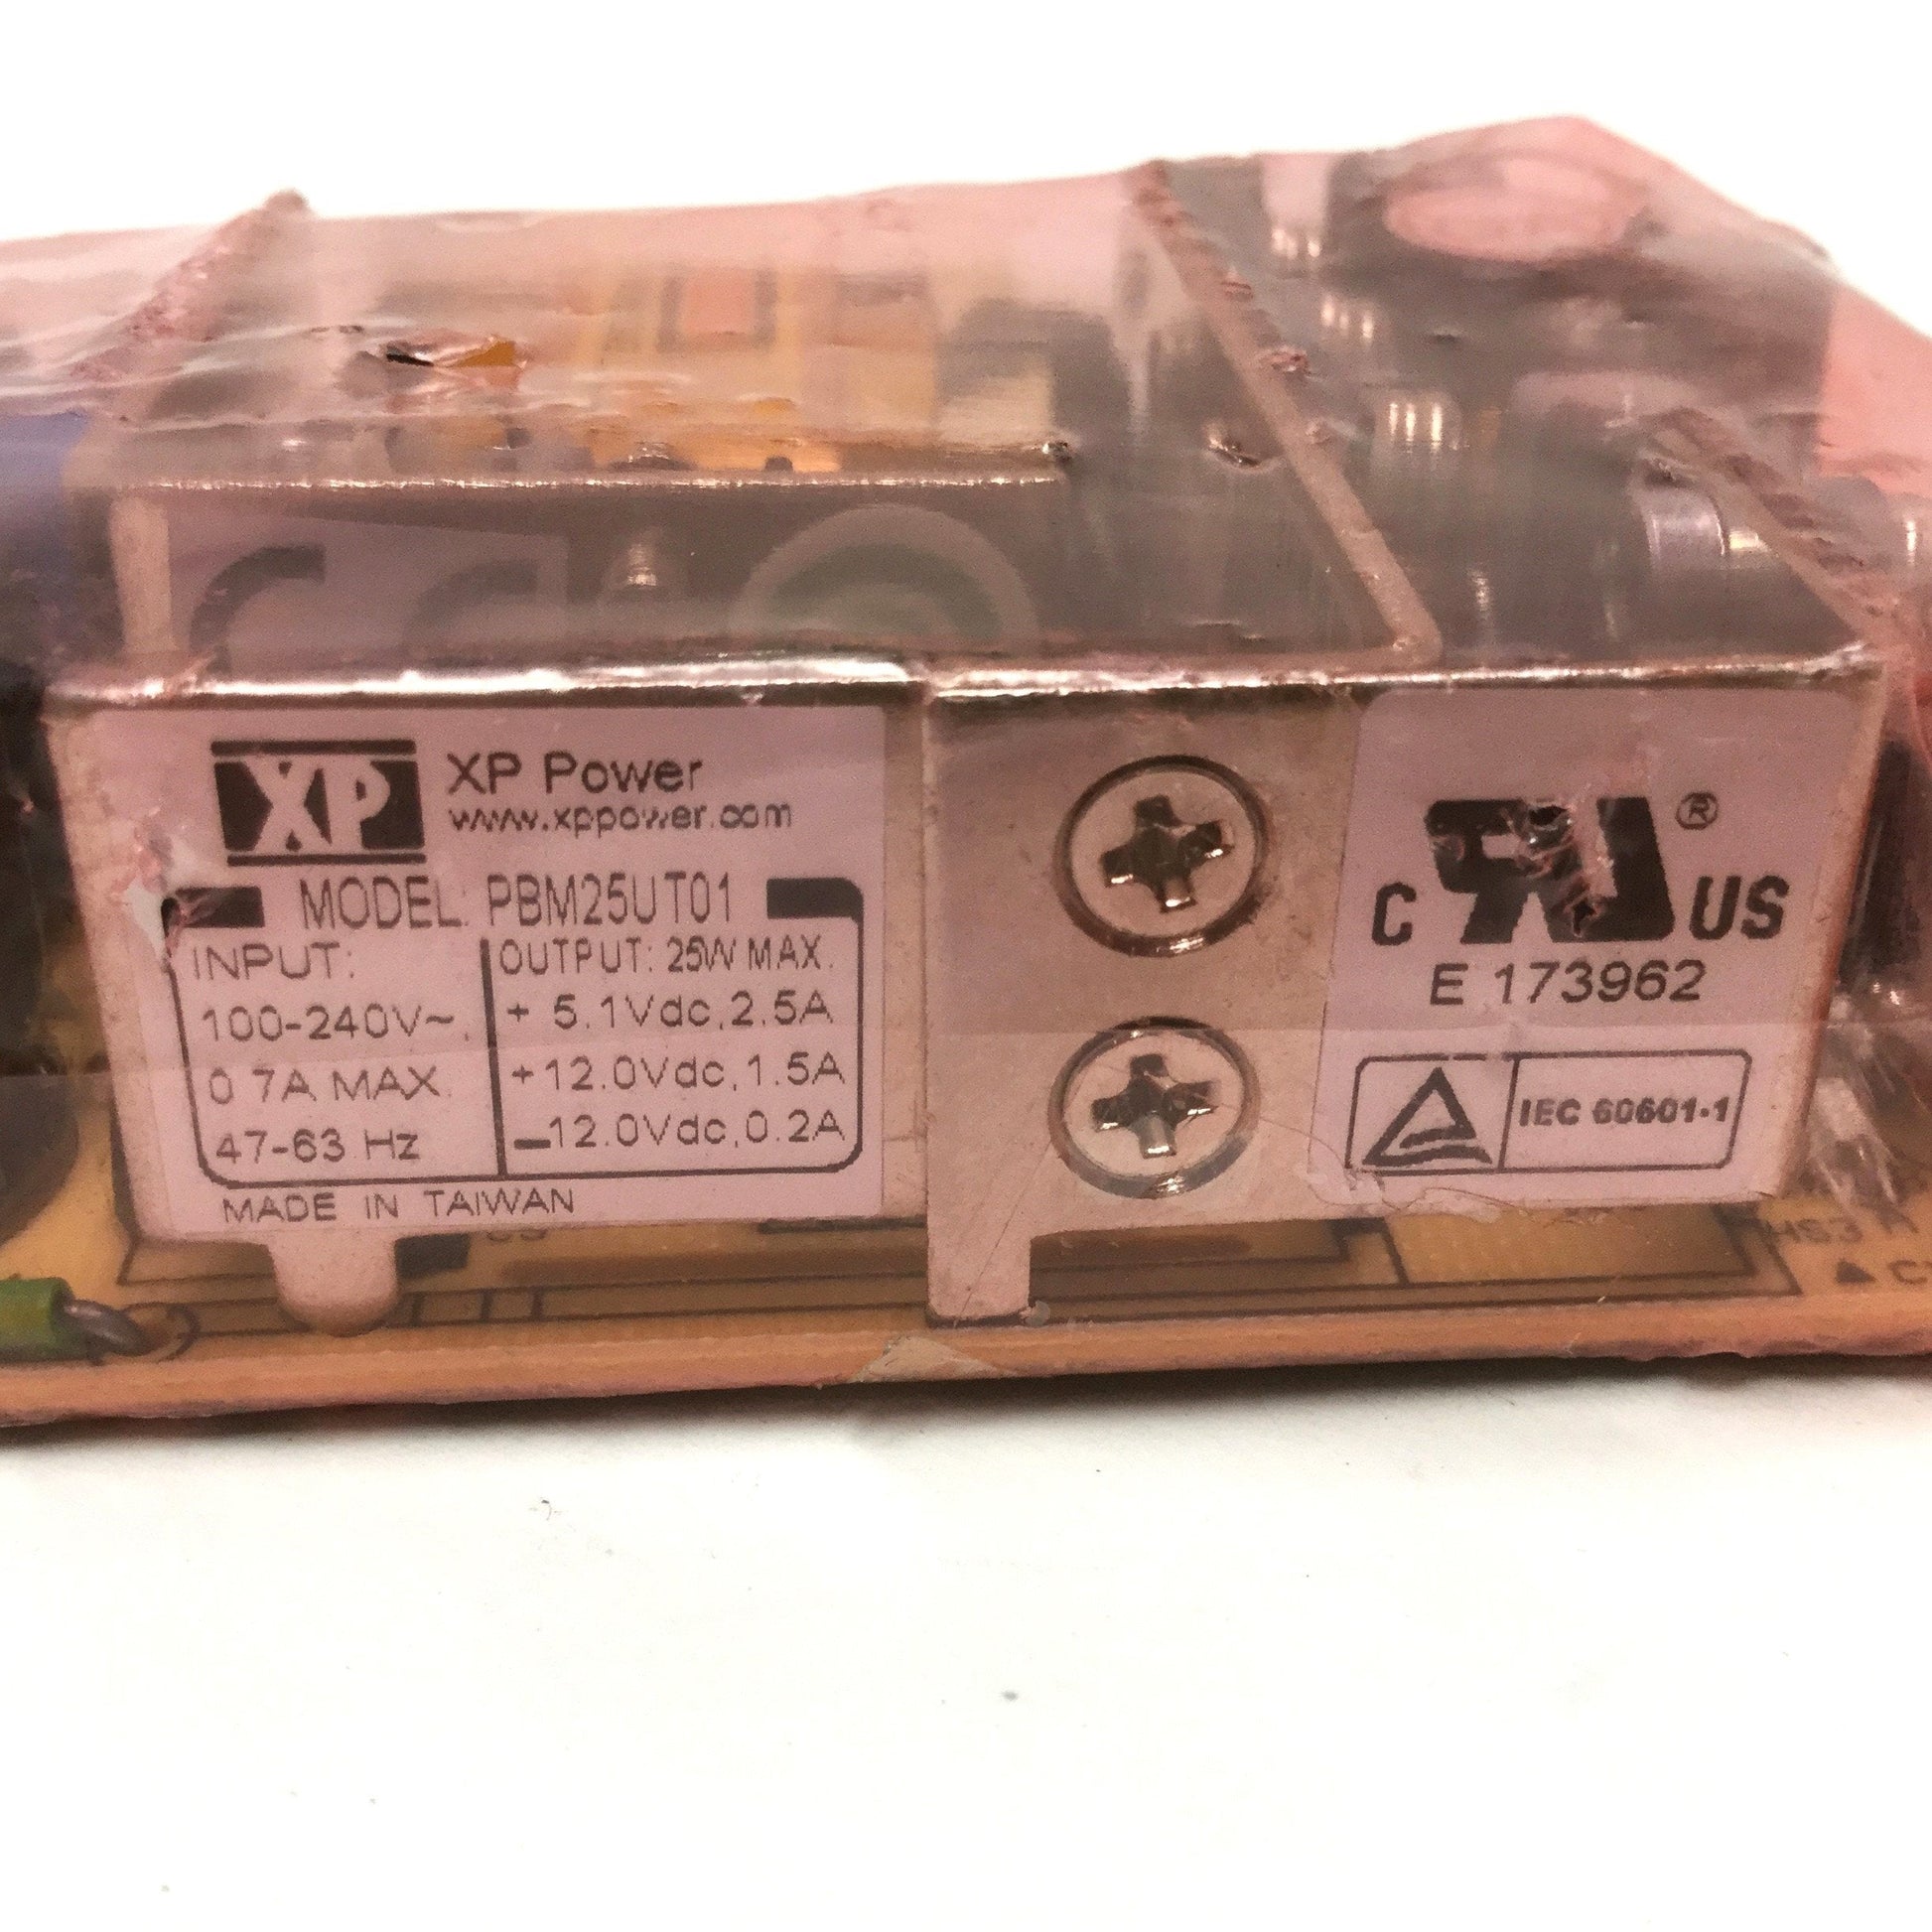 XP
XP Power
www.xppower.com
MODEL: PBM25UT01
INPUT:
100-240V~,
0.7A MAX.
47-63 Hz
OUTPUT: 25W MAX.
+ 5.1Vdc,2.5A
+12.0Vdc,1.5A
−12.0Vdc,0.2A
MADE IN TAIWAN
C RU ® US
E 173962
IEC 60601-1
HS3